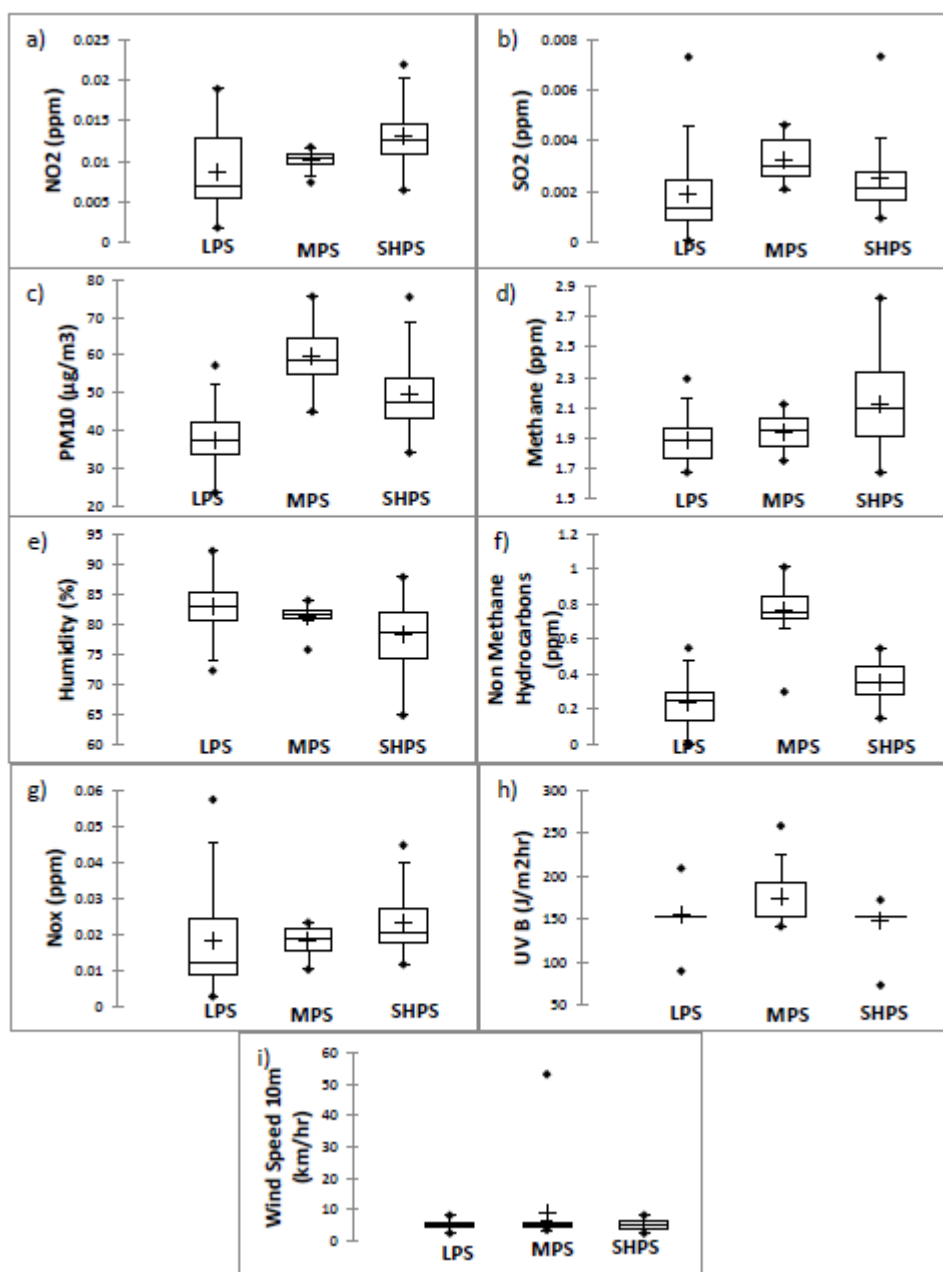 a)
NO2 (ppm)
0.025
0.02
0.015
0.01
0.005
0
LPS MPS SHPS
b)
SO2 (ppm)
0.008
0.006
0.004
0.002
0
LPS MPS SHPS
c)
PM10 (µg/m3)
80
70
60
50
40
30
20
LPS MPS SHPS
d)
Methane (ppm)
2.9
2.7
2.5
2.3
2.1
1.9
1.7
1.5
LPS MPS SHPS
e)
Humidity (%)
95
90
85
80
75
70
65
60
LPS MPS SHPS
f)
Non Methane
Hydrocarbons
(ppm)
1.2
1
0.8
0.6
0.4
0.2
0
LPS MPS SHPS
g)
Nox (ppm)
0.06
0.05
0.04
0.03
0.02
0.01
0
LPS MPS SHPS
h)
UV B (J/m2hr)
300
250
200
150
100
50
LPS MPS SHPS
i)
Wind Speed 10m
(km/hr)
60
50
40
30
20
10
0
LPS MPS SHPS